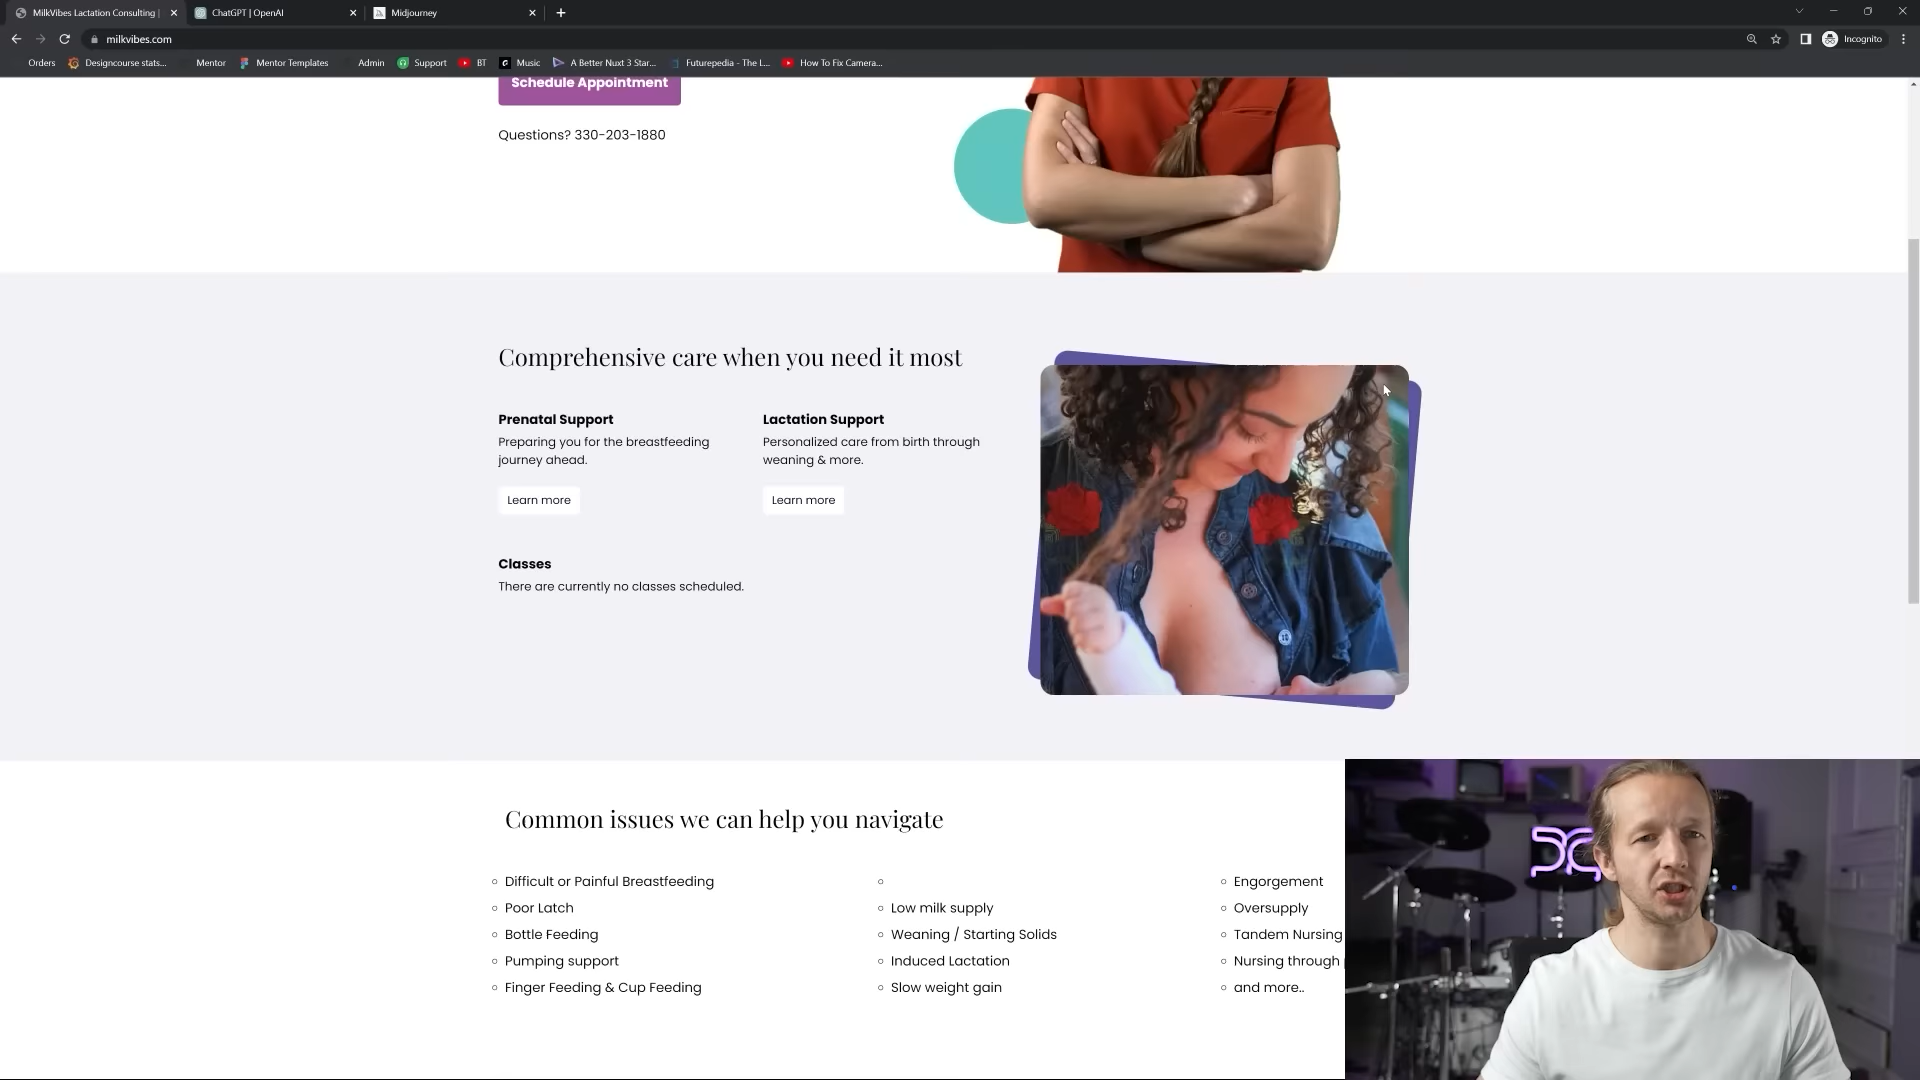 MilkVibes Lactation Consulting |
ChatGPT | OpenAI
Midjourney
milkvibes.com
Incognito
Orders
Designcourse stats...
Mentor
Mentor Templates
Admin
Support
BT
Music
A Better Nuxt 3 Star...
Futurepedia - The L...
How To Fix Camera...
Schedule Appointment
Questions? 330-203-1880
Comprehensive care when you need it most
Prenatal Support
Preparing you for the breastfeeding
journey ahead.
Learn more
Lactation Support
Personalized care from birth through
weaning & more.
Learn more
Classes
There are currently no classes scheduled.
Common issues we can help you navigate
Difficult or Painful Breastfeeding
Poor Latch
Bottle Feeding
Pumping support
Finger Feeding & Cup Feeding
Low milk supply
Weaning / Starting Solids
Induced Lactation
Slow weight gain
Engorgement
Oversupply
Tandem Nursing
Nursing through
and more..